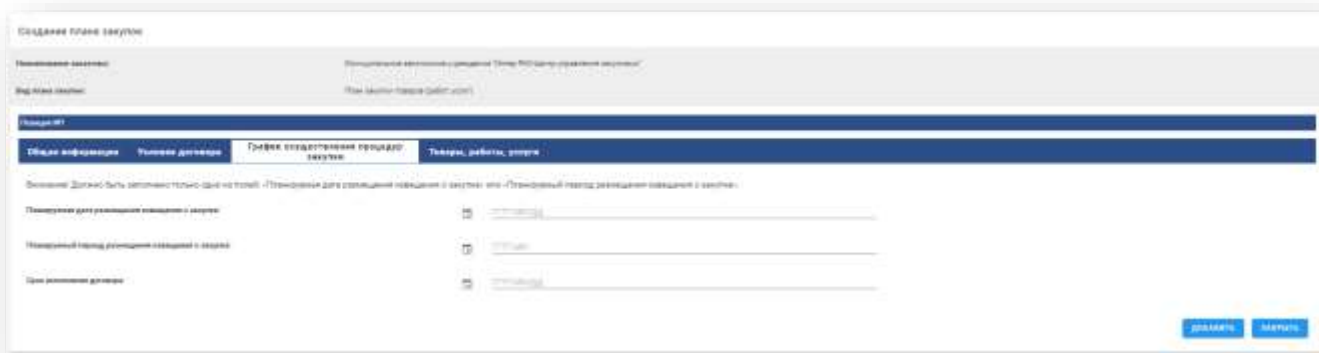 Создание плана закупок
Наименование заказчика:
Вид плана закупки: План закупки товаров (работ, услуг)
Позиция №1
Общая информация Условия договора График осуществления процедур закупки Товары, работы, услуги
Внимание! Должно быть заполнено только одно из полей: «Планируемая дата размещения извещения о закупке» или «Планируемый период размещения извещения о закупке».
Планируемая дата размещения извещения о закупке
Планируемый период размещения извещения о закупке
Срок исполнения договора
ДОБАВИТЬ ЗАКРЫТЬ